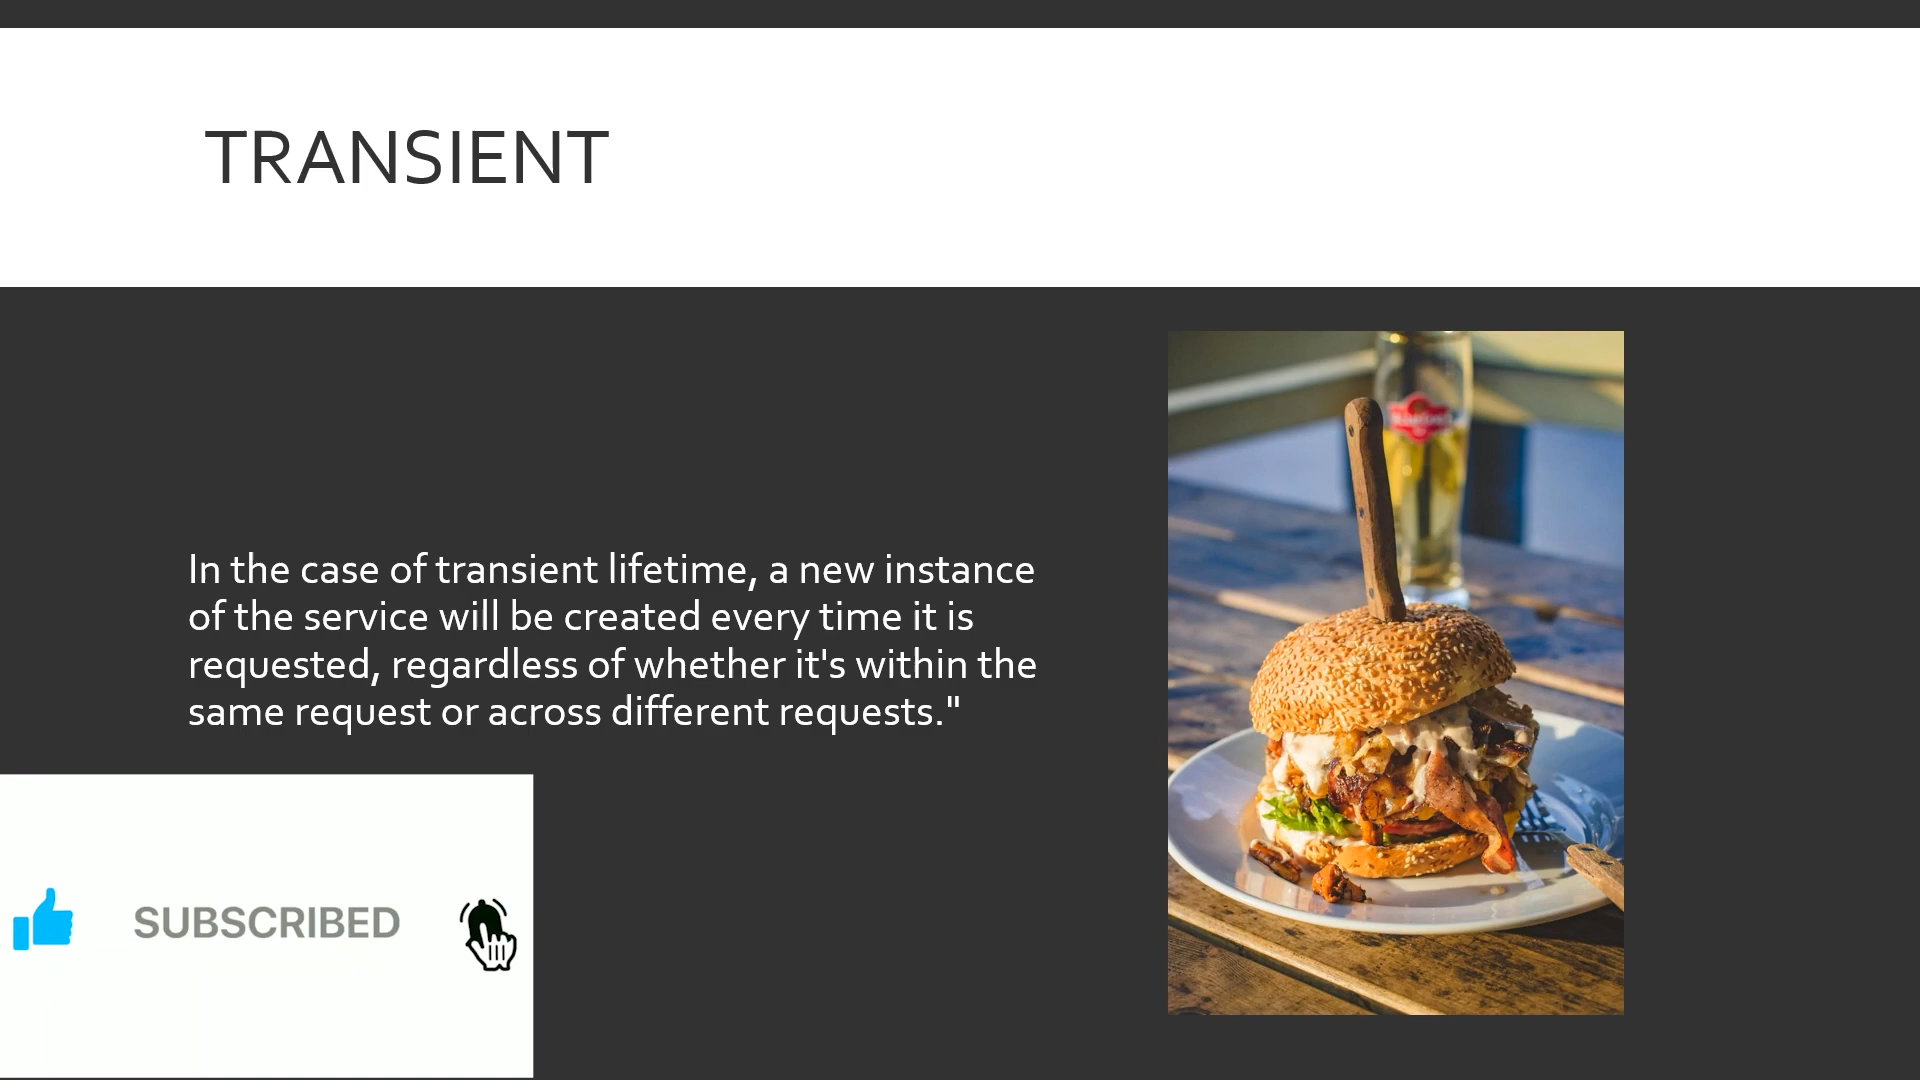 TRANSIENT
In the case of transient lifetime, a new instance
of the service will be created every time it is
requested, regardless of whether it's within the
same request or across different requests."
SUBSCRIBED